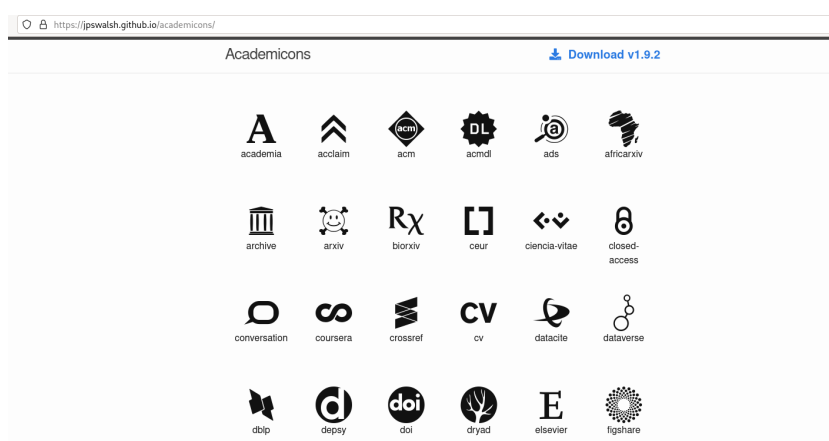 https://jpswalsh.github.io/academicons/
Academicons
Download v1.9.2
A
acm
DL
a
academia
acclaim
acm
acmdl
ads
africarxiv
Rχ
archive
arxiv
biorxiv
ceur
ciencia-vitae
closed-
access
CV
conversation
coursera
crossref
cv
datacite
dataverse
d
doi
E
dblp
depsy
doi
dryad
elsevier
figshare